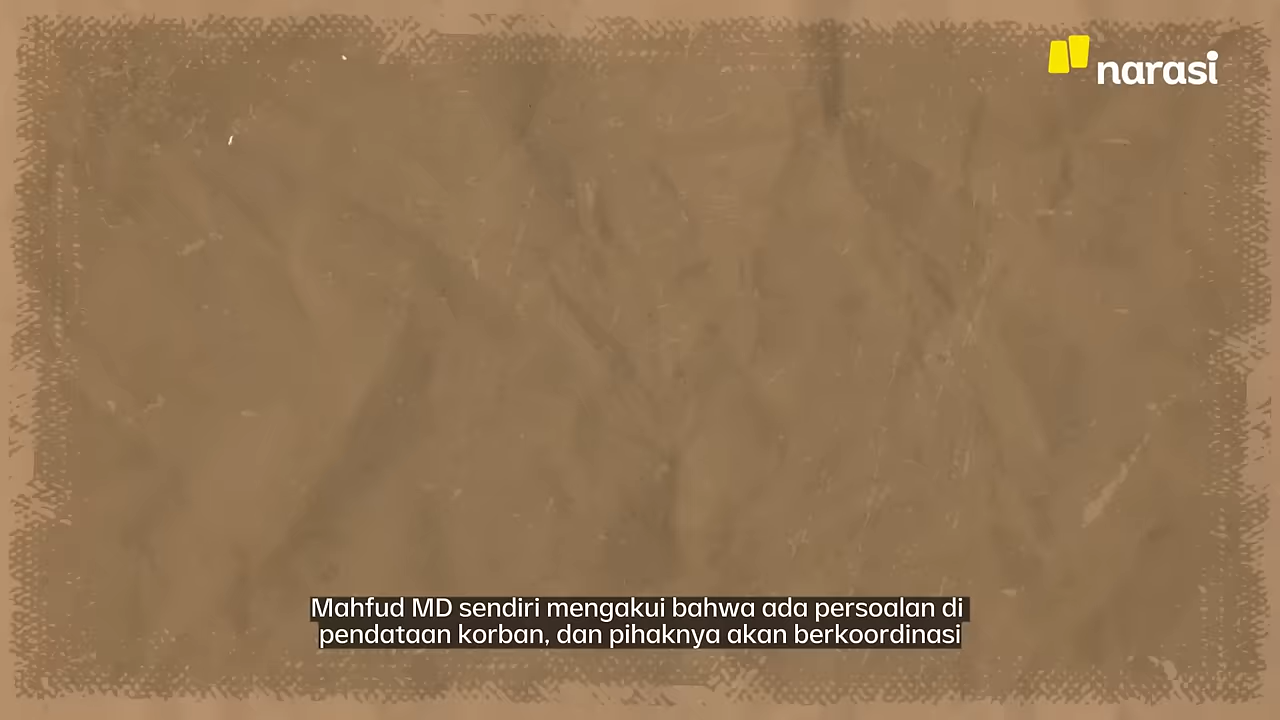 narasi
Mahfud MD sendiri mengakui bahwa ada persoalan di
pendataan korban, dan pihaknya akan berkoordinasi